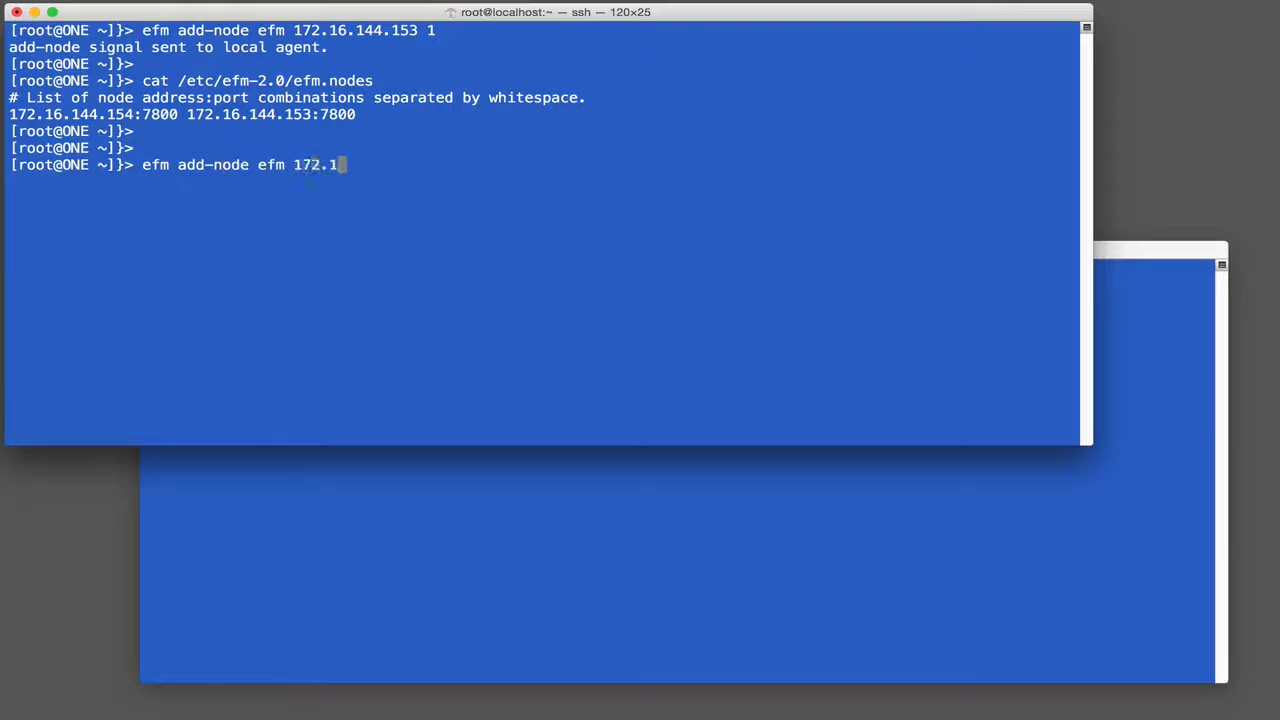 root@localhost:~ — ssh — 120×25
[root@ONE ~]}> efm add-node efm 172.16.144.153 1
add-node signal sent to local agent.
[root@ONE ~]}>
[root@ONE ~]}> cat /etc/efm-2.0/efm.nodes
# List of node address:port combinations separated by whitespace.
172.16.144.154:7800 172.16.144.153:7800
[root@ONE ~]}>
[root@ONE ~]}>
[root@ONE ~]}> efm add-node efm 172.1